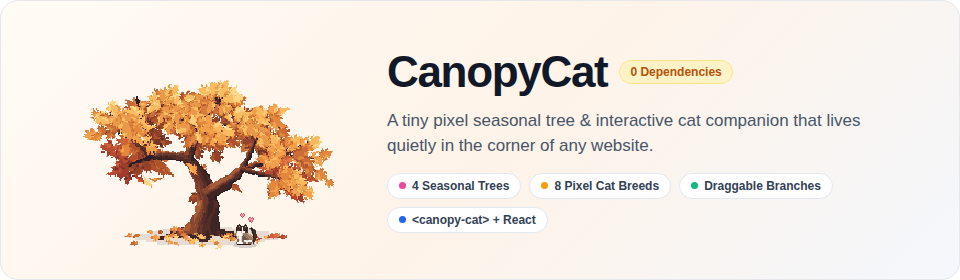 CanopyCat
0 Dependencies
A tiny pixel seasonal tree & interactive cat companion that lives
quietly in the corner of any website.
4 Seasonal Trees
8 Pixel Cat Breeds
Draggable Branches
<canopy-cat> + React